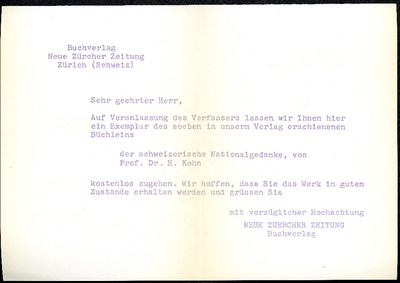 Buchverlag
Neue Zürcher Zeitung
Zürich (Schweiz)
Sehr geehrter Herr,
Auf Veranlassung des Verfassers lassen wir Ihnen hier
ein Exemplar des soeben in unserm Verlag erschienenen
Büchleins
der schweizerische Nationalgedanke, von
Prof. Dr. H. Kohn
kostenlos zugehen. Wir hoffen, dass Sie das Werk in gutem
Zustande erhalten werden und grüssen Sie
mit vorzüglicher Hochachtung
NEUE ZUERCHER ZEITUNG
Buchverlag